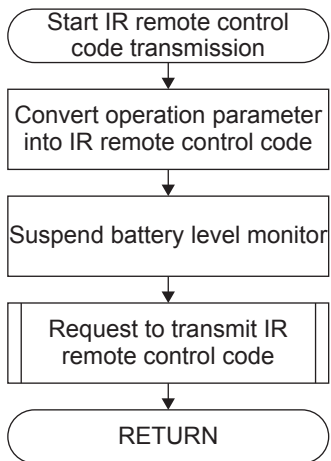 Start IR remote control
code transmission
Convert operation parameter
into IR remote control code
Suspend battery level monitor
Request to transmit IR
remote control code
RETURN